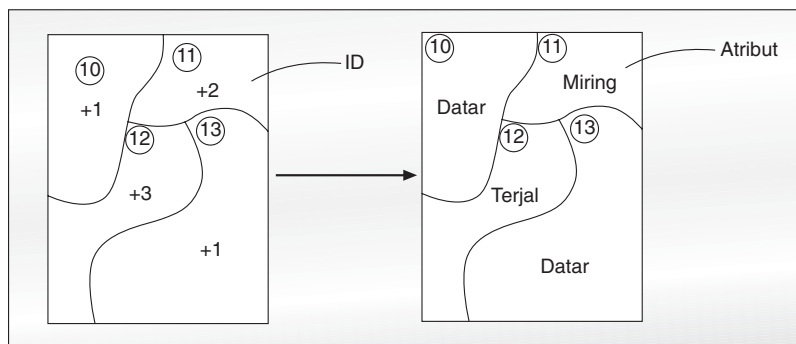 10
11
ID
+1
+2
12
13
+3
+1
10
11
Atribut
Miring
Datar
12
13
Terjal
Datar